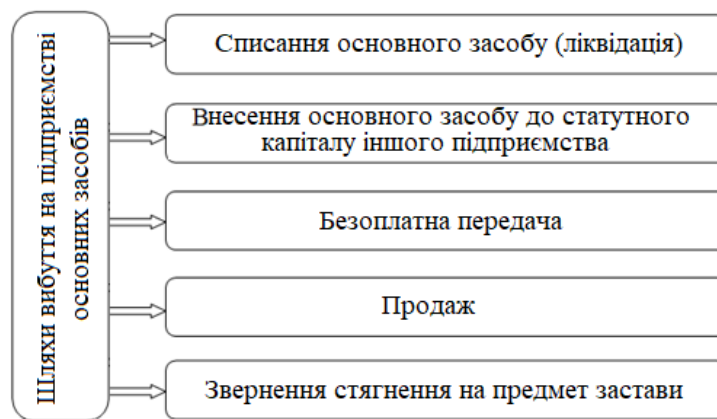 Шляхи вибуття на підприємстві
основних засобів
Списання основного засобу (ліквідація)
Внесення основного засобу до статутного
капіталу іншого підприємства
Безоплатна передача
Продаж
Звернення стягнення на предмет застави